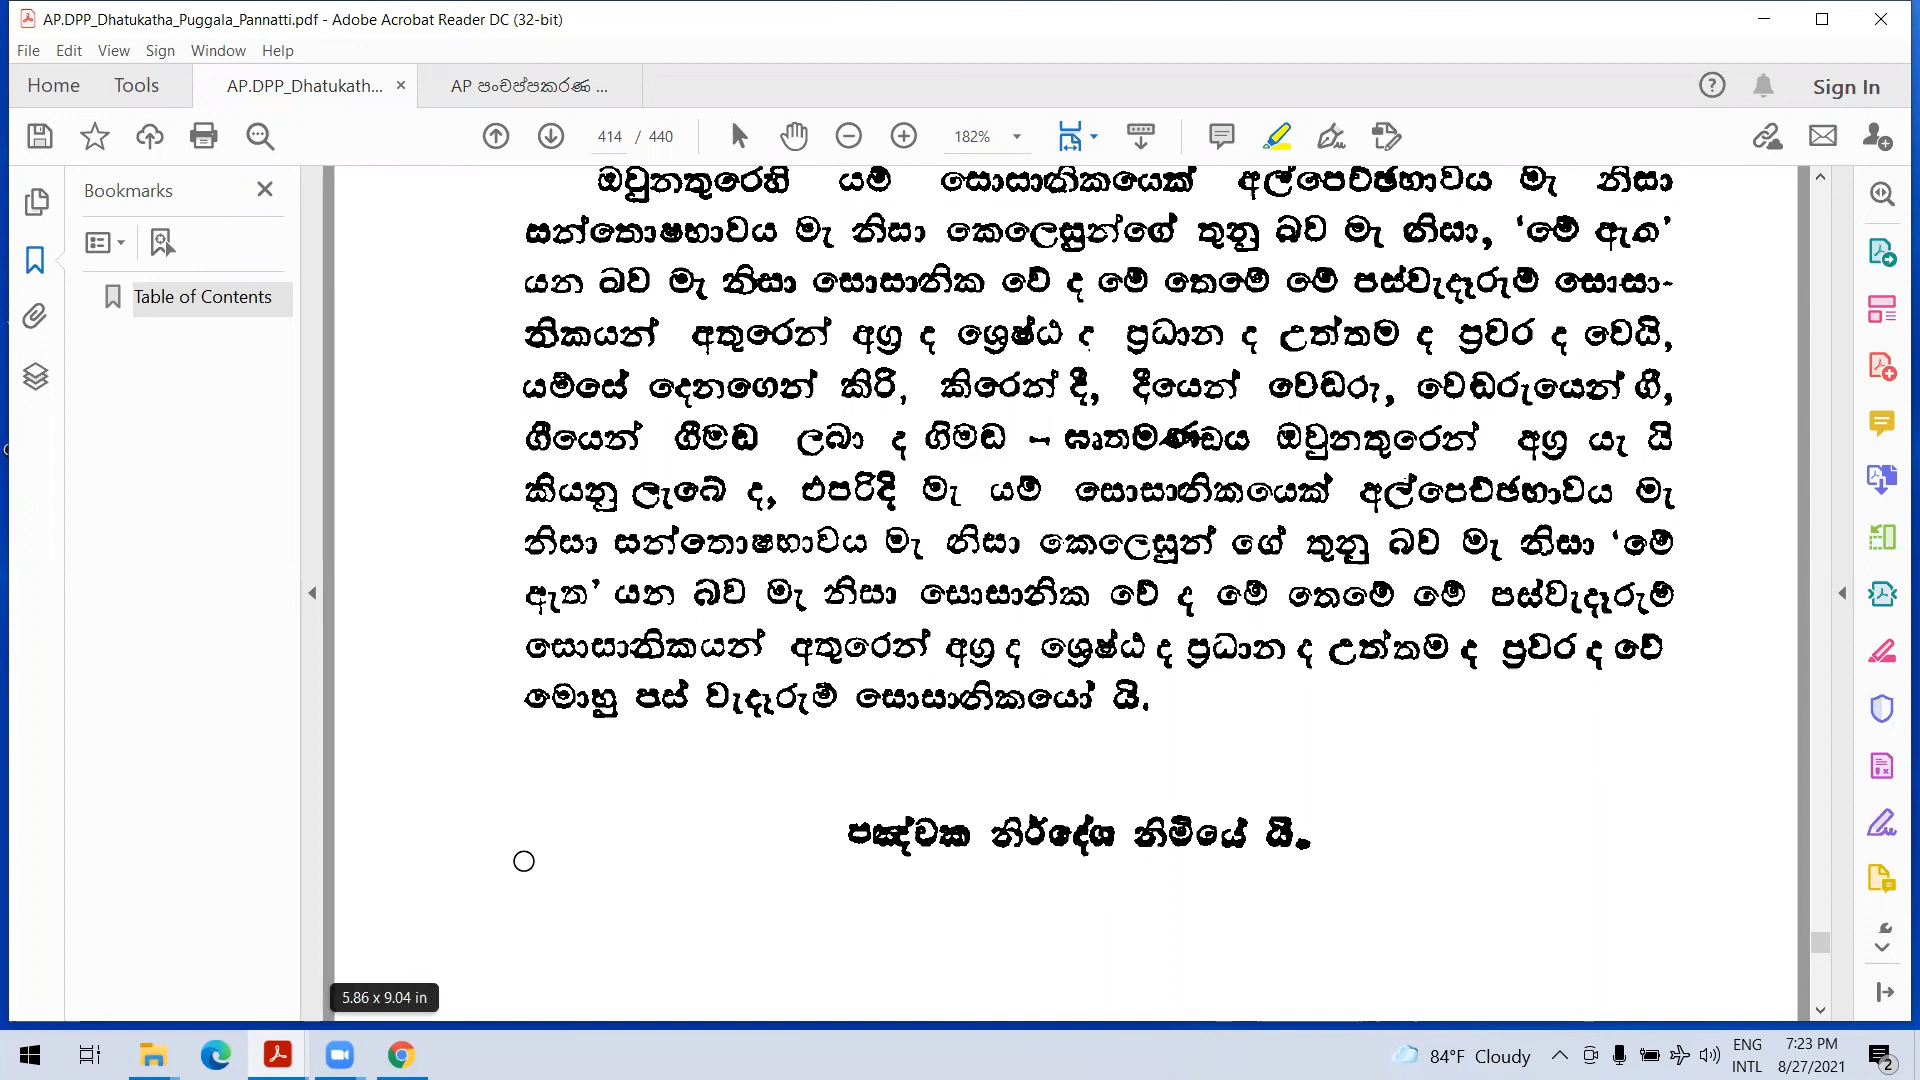 AP.DPP_Dhatukatha_Puggala_Pannatti.pdf - Adobe Acrobat Reader DC (32-bit)
File Edit View Sign Window Help
Home Tools AP.DPP_Dhatukath... × AP පංචප්පකරණ ... Sign In
414 / 440 182%
Bookmarks
Table of Contents
ඔවුනතුරෙහි යම් සොසානිකයෙක් අල්පෙච්ඡභාවය මැ නිසා
සන්තොෂභාවය මැ නිසා කෙලෙසුන්ගේ තුනු බව මැ නිසා, ‘මේ ඇත’
යන බව මැ නිසා සොසානික වේ ද මේ තෙමේ මේ පස්වැදෑරුම් සොසා-
නිකයන් අතුරෙන් අග්‍ර ද ශ්‍රෙෂ්ඨ ද ප්‍රධාන ද උත්තම ද ප්‍රවර ද වෙයි,
යම්සේ දෙනගෙන් කිරි, කිරෙන් දී, දීයෙන් වෙඬරු, වෙඬරුයෙන් ගී,
ගීයෙන් ගීමඬ ලබා ද ගිමඬ - ඝෘතමණ්ඩය ඔවුනතුරෙන් අග්‍ර යැ යි
කියනු ලැබේ ද, එපරිදි මැ යම් සොසානිකයෙක් අල්පෙච්ඡභාවය මැ
නිසා සන්තොෂභාවය මැ නිසා කෙලෙසුන් ගේ තුනු බව මැ නිසා ‘මේ
ඇත’ යන බව මැ නිසා සොසානික වේ ද මේ තෙමේ මේ පස්වැදෑරුම්
සොසානිකයන් අතුරෙන් අග්‍ර ද ශ්‍රෙෂ්ඨ ද ප්‍රධාන ද උත්තම ද ප්‍රවර ද වේ
මොහු පස් වැදෑරුම් සොසානිකයෝ යි.
පඤ්චක නිර්දේශ නිමියේ යි.
5.86 x 9.04 in
84°F Cloudy ENG 7:23 PM
INTL 8/27/2021 2